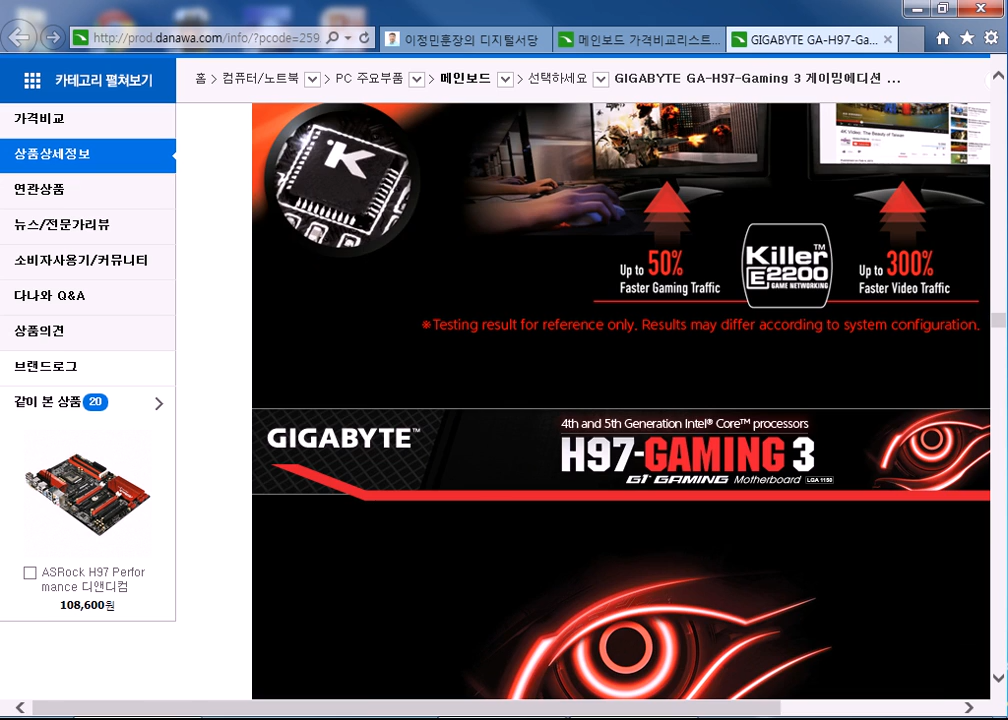 http://prod.danawa.com/info/?pcode=259
이정민훈장의 디지털서당
메인보드 가격비교리스트...
GIGABYTE GA-H97-Ga...
카테고리 펼쳐보기
홈 > 컴퓨터/노트북 > PC 주요부품 > 메인보드 > 선택하세요 GIGABYTE GA-H97-Gaming 3 게이밍에디션 ...
가격비교
상품상세정보
연관상품
뉴스/전문가리뷰
소비자사용기/커뮤니티
다나와 Q&A
상품의견
브랜드로그
같이 본 상품 20
ASRock H97 Perfor
mance 디앤디컴
108,600원
K
4K Video: The Beauty of Taiwan
Up to 50%
Faster Gaming Traffic
Killer™
E2200
GAME NETWORKING
Up to 300%
Faster Video Traffic
※Testing result for reference only. Results may differ according to system configuration.
GIGABYTE™
4th and 5th Generation Intel® Core™ processors
H97-GAMING 3
G1 GAMING Motherboard LGA 1150